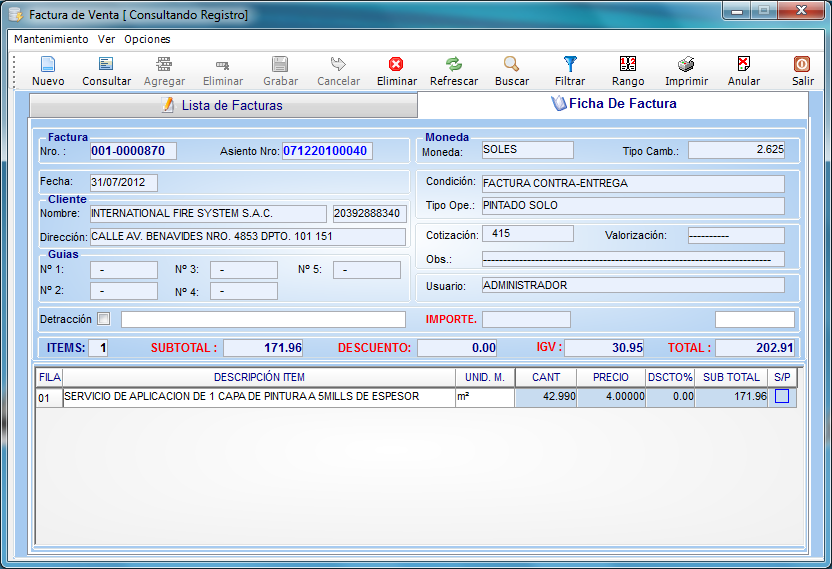 Factura de Venta [ Consultando Registro]
Mantenimiento Ver Opciones
Nuevo Consultar Agregar Eliminar Grabar Cancelar Eliminar Refrescar Buscar Filtrar Rango Imprimir Anular Salir
Lista de Facturas Ficha De Factura
Factura
Nro. : 001-0000870 Asiento Nro: 071220100040
Moneda
Moneda: SOLES Tipo Camb.: 2.625
Fecha: 31/07/2012
Condición: FACTURA CONTRA-ENTREGA
Cliente
Nombre: INTERNATIONAL FIRE SYSTEM S.A.C. 20392888340
Tipo Ope.: PINTADO SOLO
Dirección: CALLE AV. BENAVIDES NRO. 4853 DPTO. 101 151
Cotización: 415 Valorización: ----------
Guias
Nº 1: - Nº 3: - Nº 5: -
Obs.: --------------------------------------------------------------------------------
Nº 2: - Nº 4: -
Usuario: ADMINISTRADOR
Detracción IMPORTE.
ITEMS: 1 SUBTOTAL : 171.96 DESCUENTO: 0.00 IGV : 30.95 TOTAL : 202.91
FILA DESCRIPCIÓN ITEM UNID. M. CANT PRECIO DSCTO% SUB TOTAL S/P
01 SERVICIO DE APLICACION DE 1 CAPA DE PINTURA A 5MILLS DE ESPESOR m² 42.990 4.00000 0.00 171.96